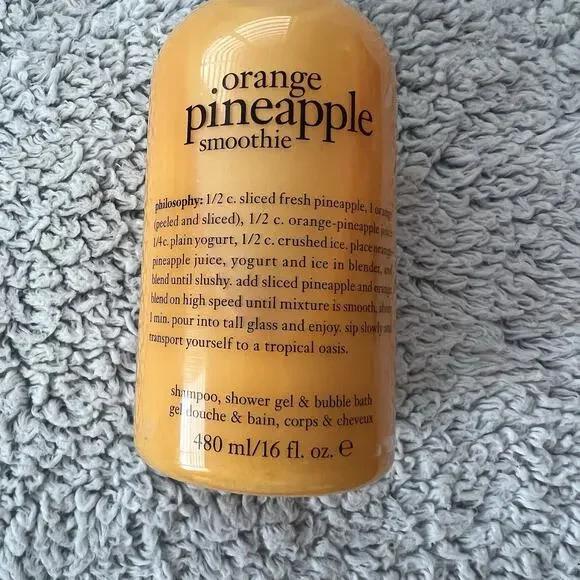 orange
pineapple
smoothie
philosophy: 1/2 c. sliced fresh pineapple, 1 orange
(peeled and sliced), 1/2 c. orange-pineapple
1/4 c. plain yogurt, 1/2 c. crushed ice. place orange-
pineapple juice, yogurt and ice in blender, and
blend until slushy. add sliced pineapple and orange,
blend on high speed until mixture is smooth,
1 min. pour into tall glass and enjoy. sip slowly and
transport yourself to a tropical oasis.
shampoo, shower gel & bubble bath
gel douche & bain, corps & cheveux
480 ml/16 fl. oz. ℮